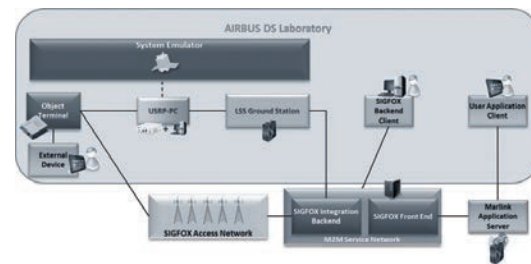 AIRBUS DS Laboratory
System Emulator
Object
Terminal
USRP-PC
LSS Ground Station
SIGFOX
Backend
Client
User Application
Client
External
Device
SIGFOX Integration
Backend
SIGFOX Front End
Marlink
Application
Server
SIGFOX Access Network
M2M Service Network